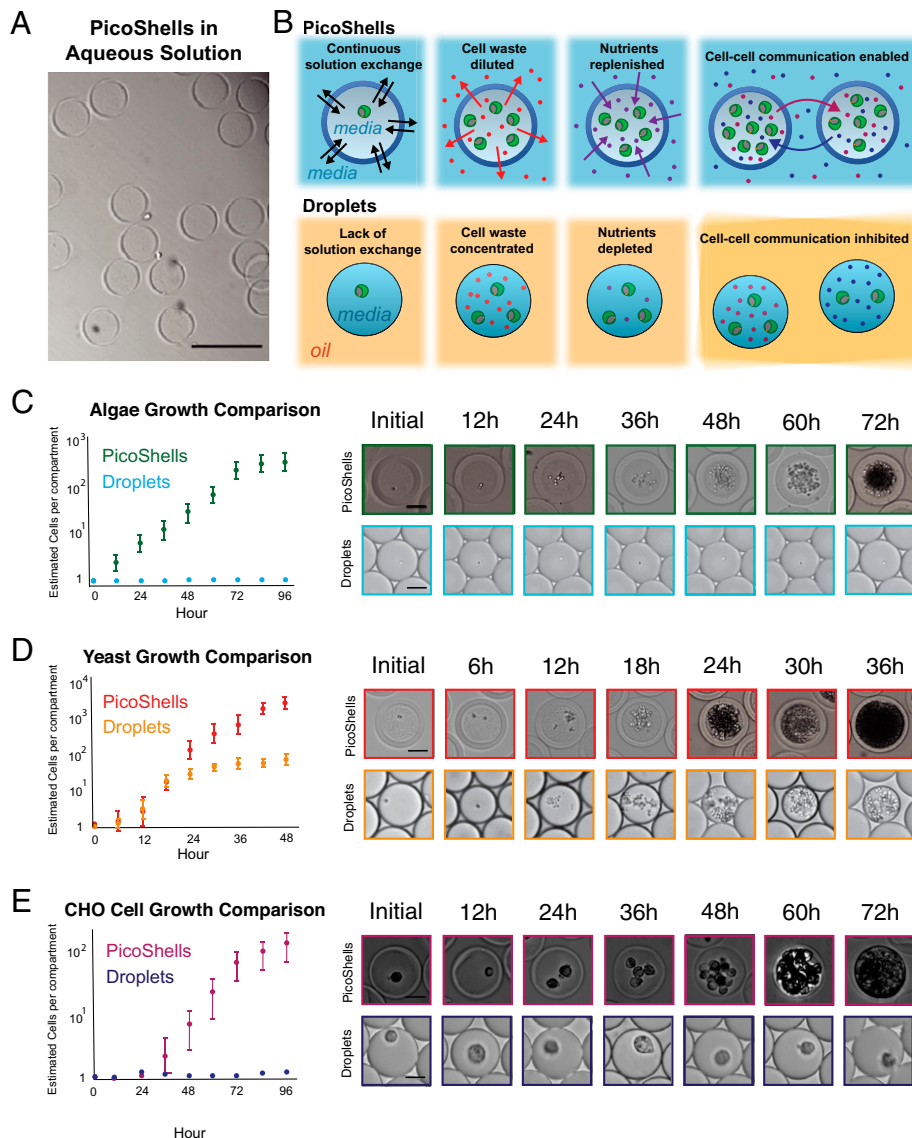 A
PicoShells in
Aqueous Solution
B
PicoShells
Continuous
solution exchange
media
media
Cell waste
diluted
Nutrients
replenished
Cell-cell communication enabled
Droplets
Lack of
solution exchange
media
oil
Cell waste
concentrated
Nutrients
depleted
Cell-cell communication inhibited
C
Algae Growth Comparison
Estimated Cells per compartment
10³
10²
10¹
1
PicoShells
Droplets
0 24 48 72 96
Hour
Initial 12h 24h 36h 48h 60h 72h
PicoShells
Droplets
D
Yeast Growth Comparison
Estimated Cells per compartment
10⁴
10³
10²
10¹
1
PicoShells
Droplets
0 12 24 36 48
Hour
Initial 6h 12h 18h 24h 30h 36h
PicoShells
Droplets
E
CHO Cell Growth Comparison
Estimated Cells per compartment
10²
10¹
1
PicoShells
Droplets
0 24 48 72 96
Hour
Initial 12h 24h 36h 48h 60h 72h
PicoShells
Droplets